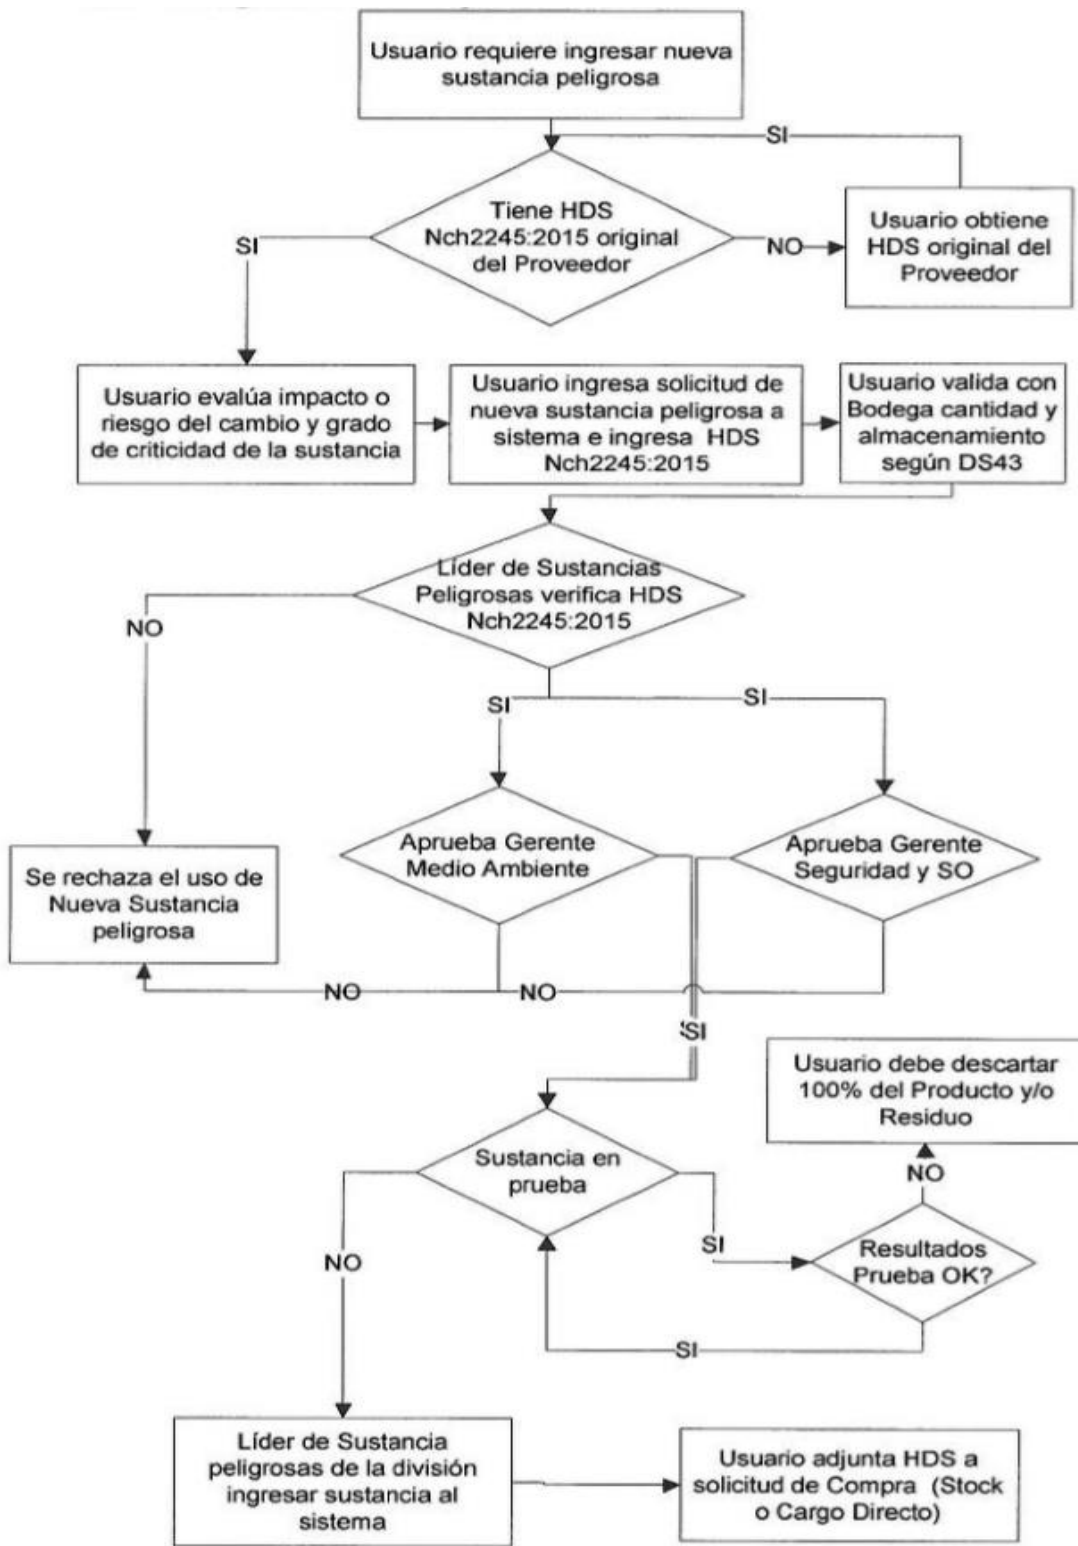 Usuario requiere ingresar nueva
sustancia peligrosa
SI
Tiene HDS
Nch2245:2015 original
del Proveedor
SI
NO
Usuario obtiene
HDS original del
Proveedor
Usuario evalúa impacto o
riesgo del cambio y grado
de criticidad de la sustancia
Usuario ingresa solicitud de
nueva sustancia peligrosa a
sistema e ingresa HDS
Nch2245:2015
Usuario valida con
Bodega cantidad y
almacenamiento
según DS43
Líder de Sustancias
Peligrosas verifica HDS
Nch2245:2015
NO
SI
SI
Aprueba Gerente
Medio Ambiente
Aprueba Gerente
Seguridad y SO
Se rechaza el uso de
Nueva Sustancia
peligrosa
NO
NO
SI
Usuario debe descartar
100% del Producto y/o
Residuo
Sustancia en
prueba
NO
SI
NO
Resultados
Prueba OK?
SI
Líder de Sustancia
peligrosas de la división
ingresar sustancia al
sistema
Usuario adjunta HDS a
solicitud de Compra (Stock
o Cargo Directo)